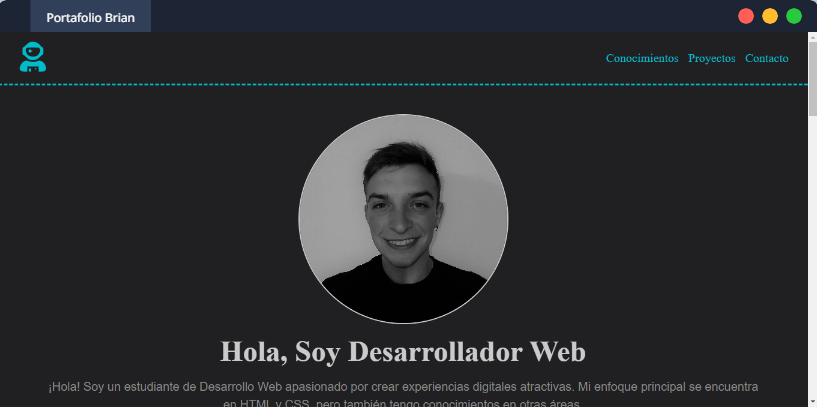 Portafolio Brian
Conocimientos Proyectos Contacto
Hola, Soy Desarrollador Web
¡Hola! Soy un estudiante de Desarrollo Web apasionado por crear experiencias digitales atractivas. Mi enfoque principal se encuentra
en HTML y CSS, pero también tengo conocimientos en otras áreas.